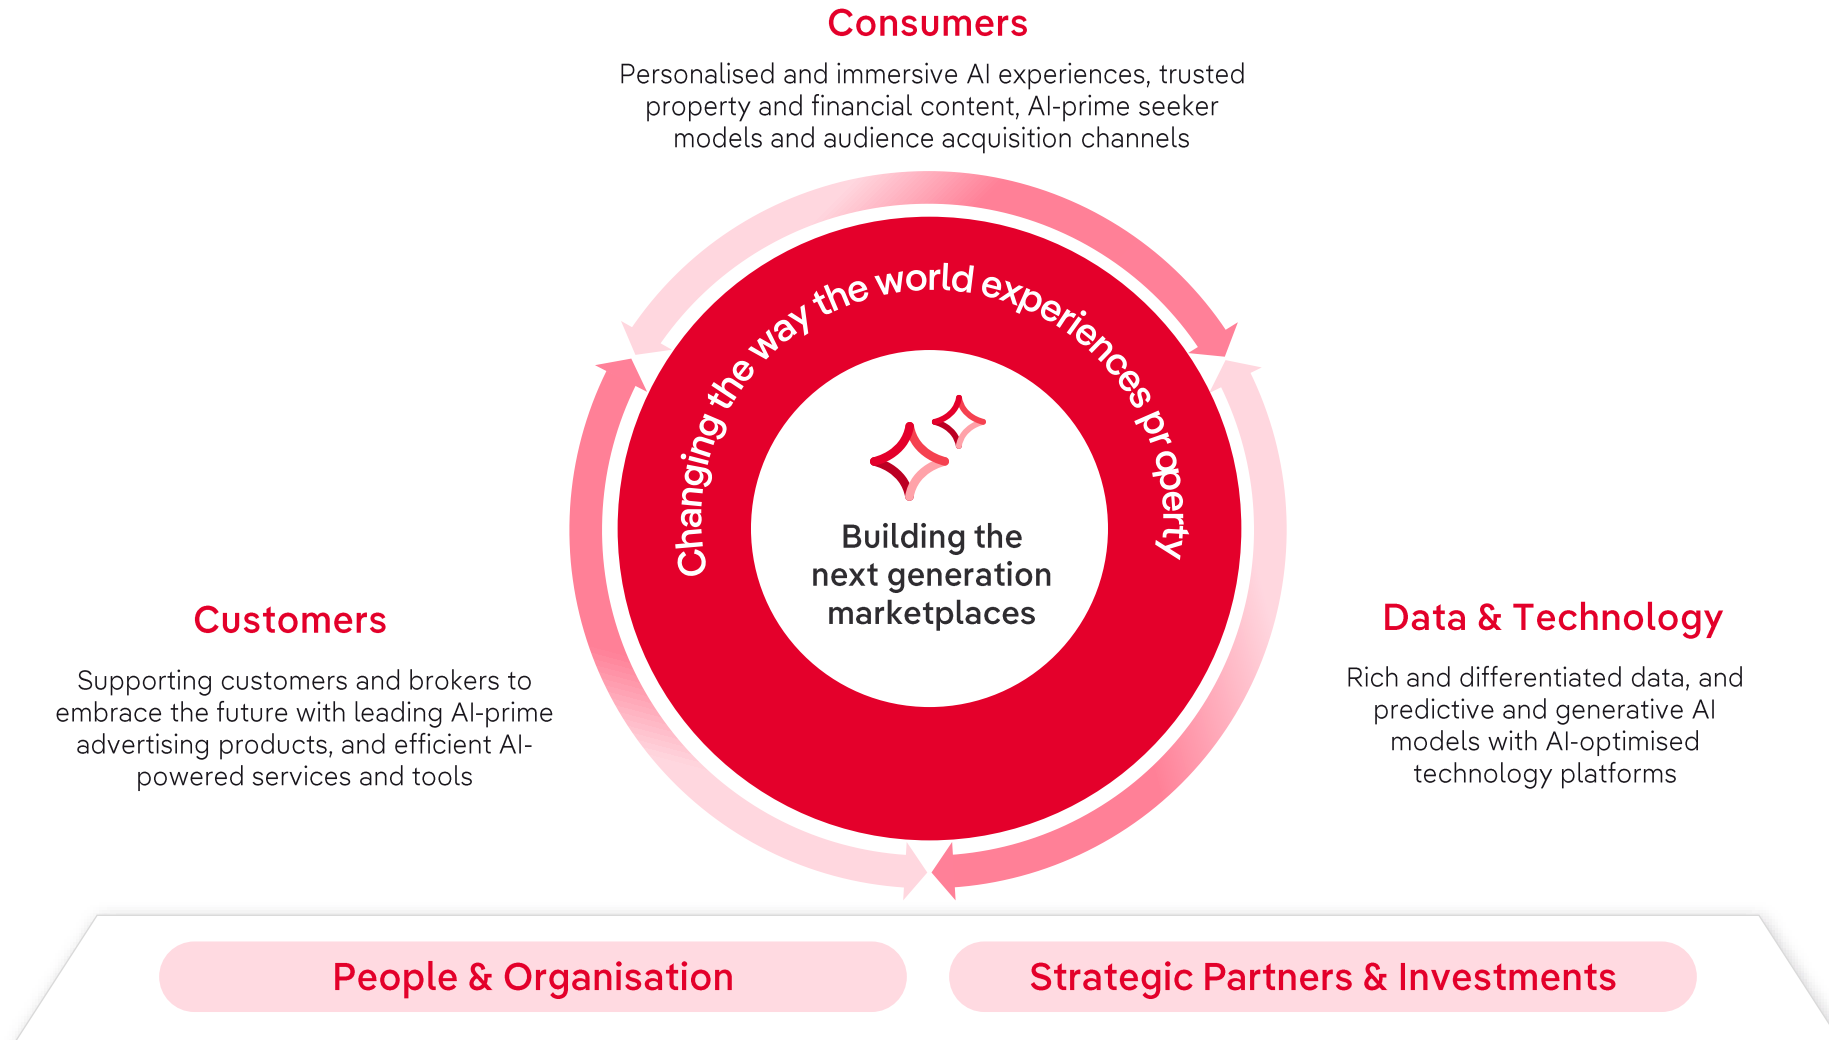 Consumers
Personalised and immersive AI experiences, trusted
property and financial content, AI-prime seeker
models and audience acquisition channels
Changing the way the world experiences property
Building the
next generation
marketplaces
Customers
Supporting customers and brokers to
embrace the future with leading AI-prime
advertising products, and efficient AI-
powered services and tools
Data & Technology
Rich and differentiated data, and
predictive and generative AI
models with AI-optimised
technology platforms
People & Organisation
Strategic Partners & Investments